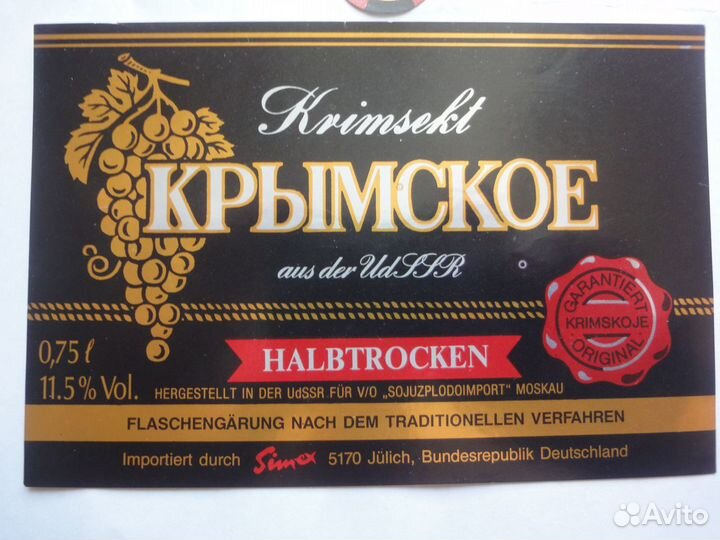 Krimsekt
КРЫМСКОЕ
aus der UdSSR
GARANTIERT
KRIMSKOJE
ORIGINAL
0,75 l
HALBTROCKEN
11.5% Vol.
HERGESTELLT IN DER UdSSR FÜR V/O „SOJUZPLODOIMPORT“ MOSKAU
FLASCHENGÄRUNG NACH DEM TRADITIONELLEN VERFAHREN
Importiert durch Simex 5170 Jülich, Bundesrepublik Deutschland
Avito